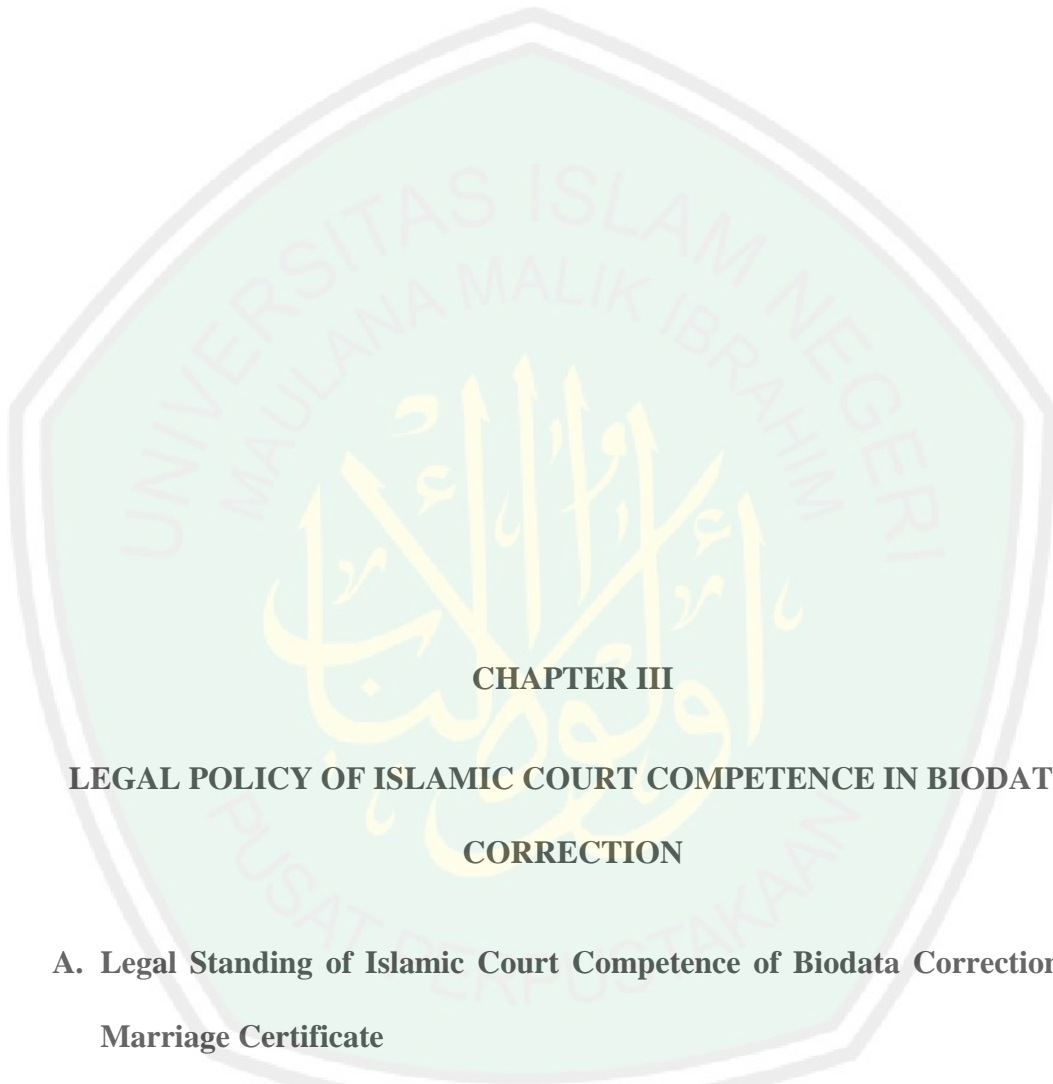 UNIVERSITAS ISLAM NEGERI
MAULANA MALIK IBRAHIM
CHAPTER III
LEGAL POLICY OF ISLAMIC COURT COMPETENCE IN BIODAT
CORRECTION
A. Legal Standing of Islamic Court Competence of Biodata Correction
Marriage Certificate
PUSAT PERPUSTAKAAN